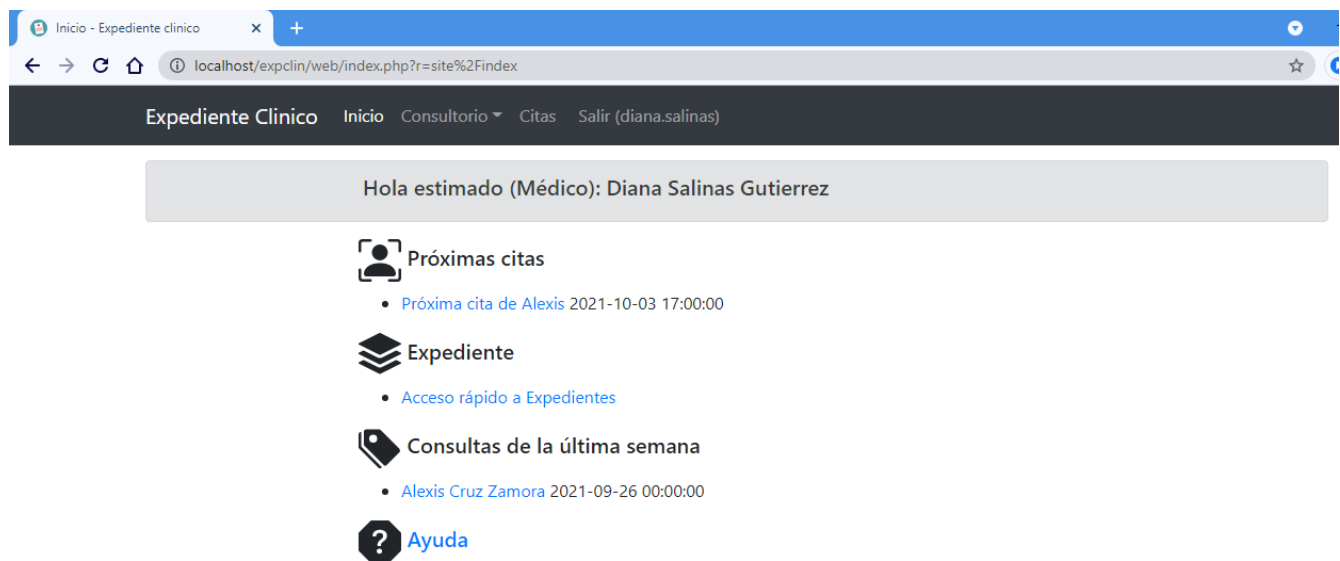 Inicio - Expediente clinico
localhost/expclin/web/index.php?r=site%2Findex
Expediente Clinico Inicio Consultorio Citas Salir (diana.salinas)
Hola estimado (Médico): Diana Salinas Gutierrez
Próximas citas
Próxima cita de Alexis 2021-10-03 17:00:00
Expediente
Acceso rápido a Expedientes
Consultas de la última semana
Alexis Cruz Zamora 2021-09-26 00:00:00
? Ayuda